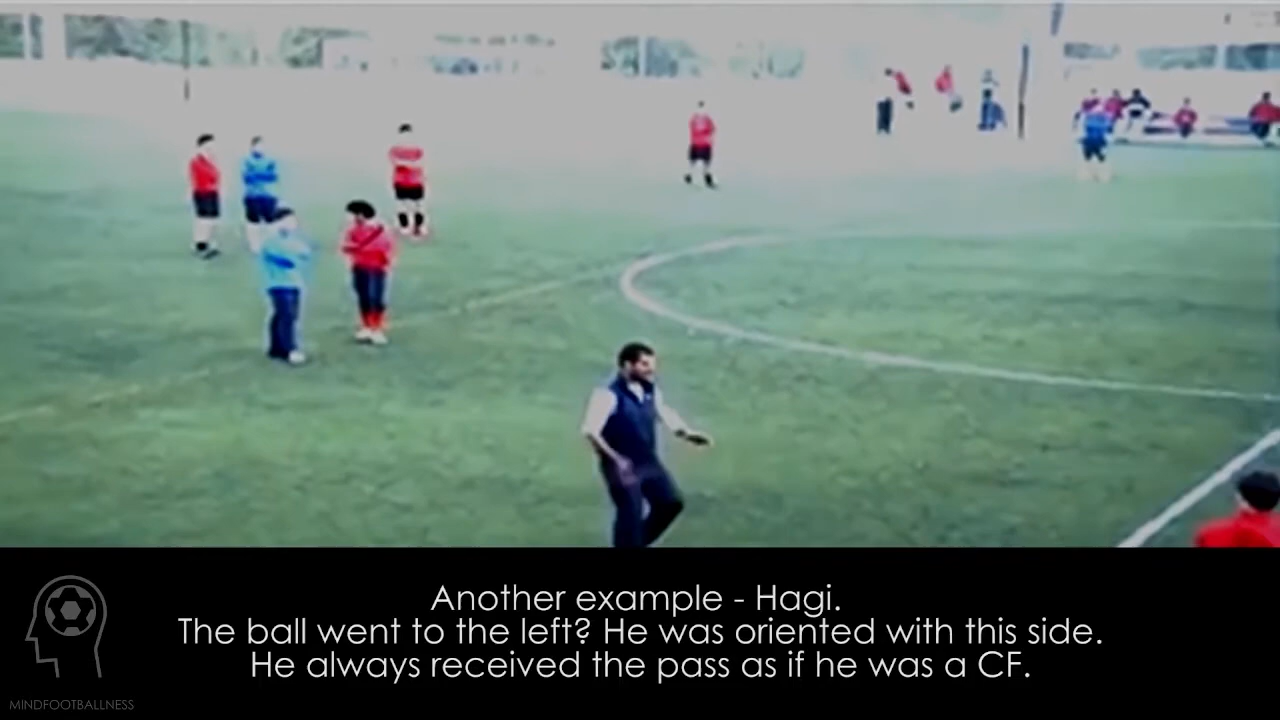 Another example - Hagi.
The ball went to the left? He was oriented with this side.
He always received the pass as if he was a CF.
MINDFOOTBALLNESS